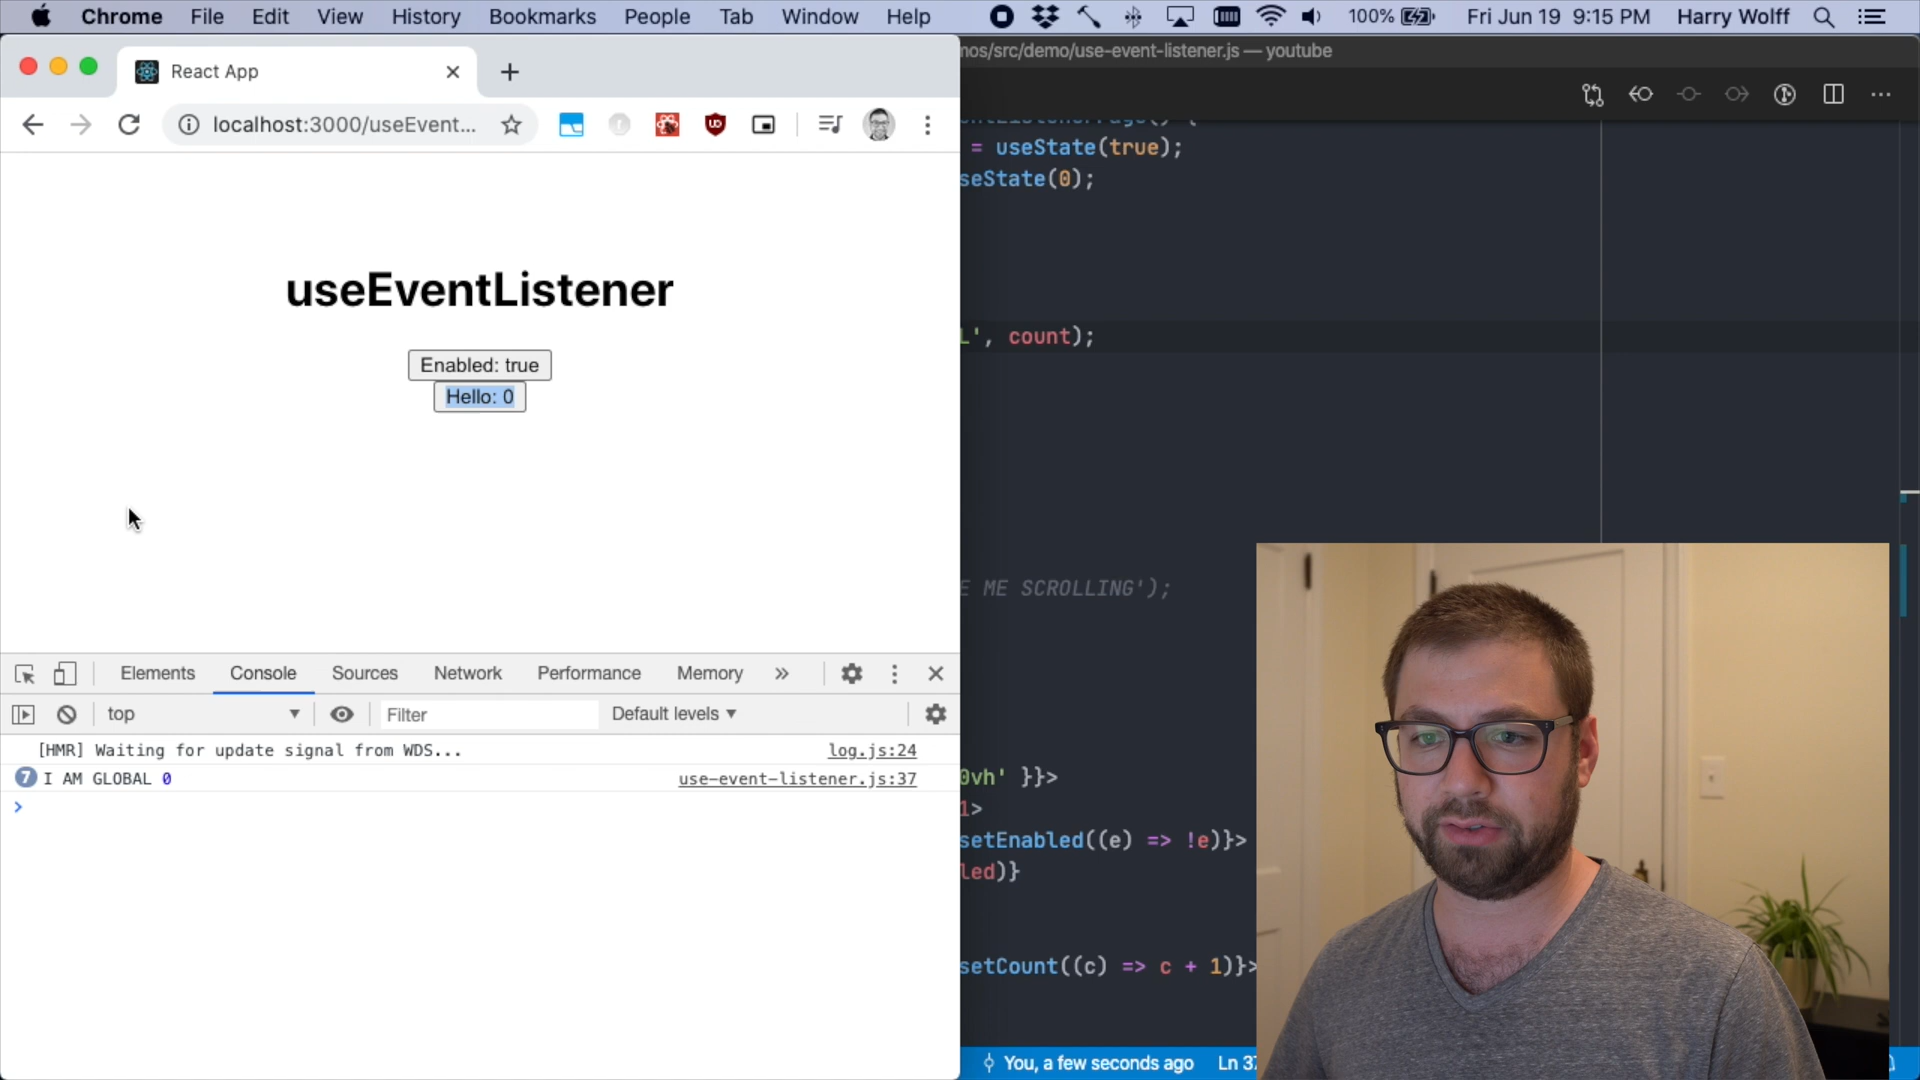 Chrome File Edit View History Bookmarks People Tab Window Help 100% Fri Jun 19 9:15 PM Harry Wolff
React App
localhost:3000/useEvent...
useEventListener
Enabled: true
Hello: 0
Elements Console Sources Network Performance Memory »
top Filter Default levels
[HMR] Waiting for update signal from WDS... log.js:24
7 I AM GLOBAL 0 use-event-listener.js:37
>
mos/src/demo/use-event-listener.js — youtube
= useState(true);
seState(0);
L', count);
E ME SCROLLING');
0vh' }}>
1>
setEnabled((e) => !e)}>
led)}
setCount((c) => c + 1)}>
You, a few seconds ago Ln 37